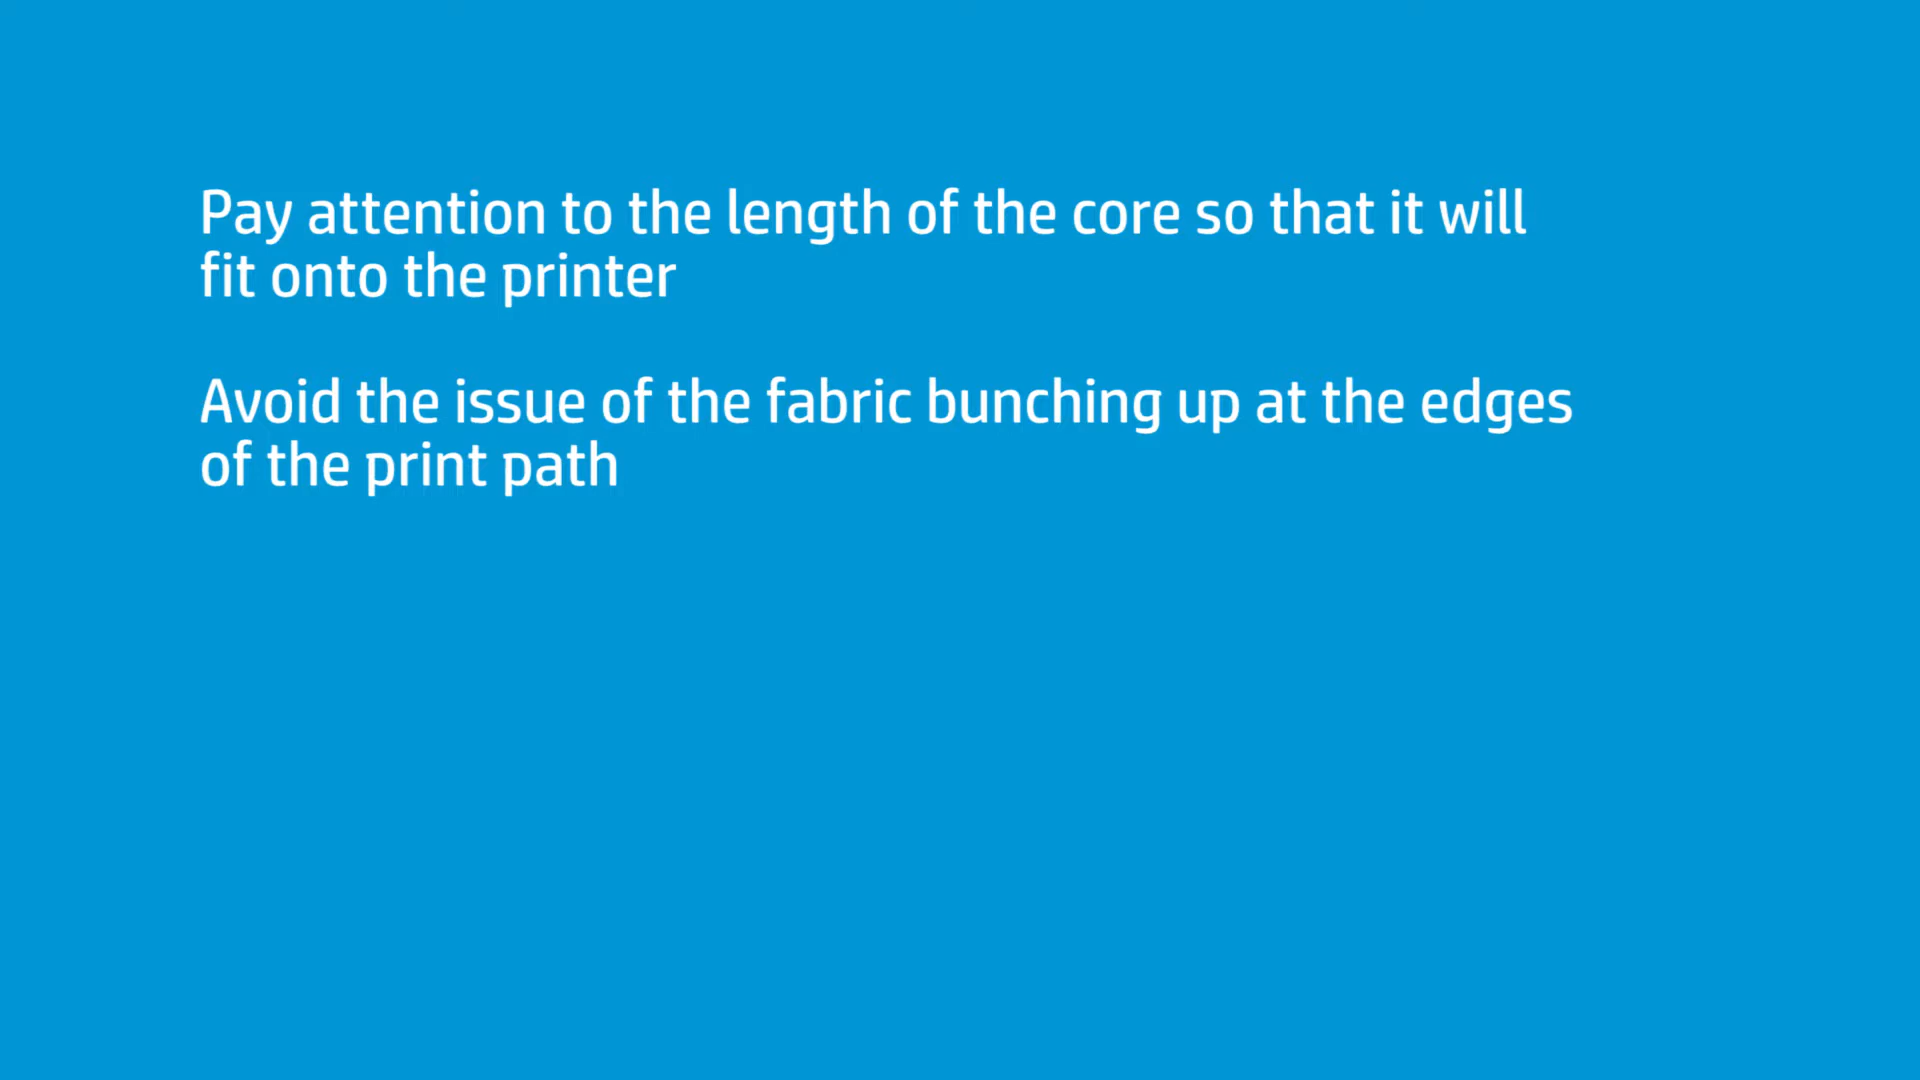 Pay attention to the length of the core so that it will
fit onto the printer
Avoid the issue of the fabric bunching up at the edges
of the print path